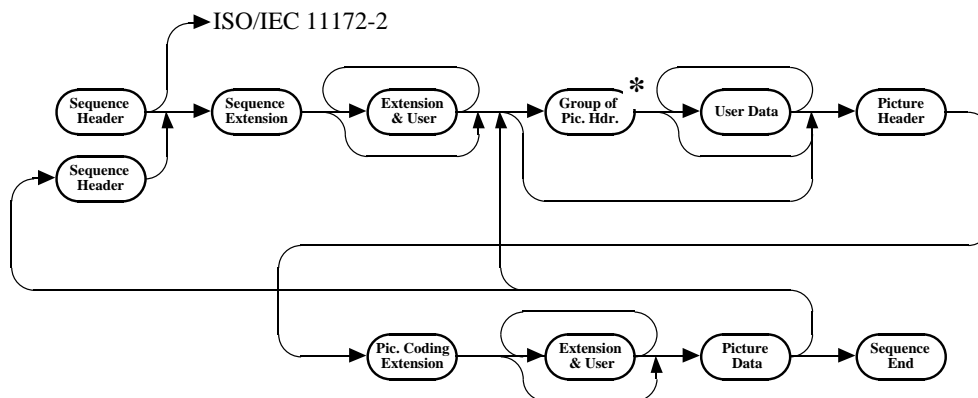 ISO/IEC 11172-2
Sequence
Header
Sequence
Extension
Extension
& User
Group of
Pic. Hdr.
*
User Data
Picture
Header
Sequence
Header
Pic. Coding
Extension
Extension
& User
Picture
Data
Sequence
End